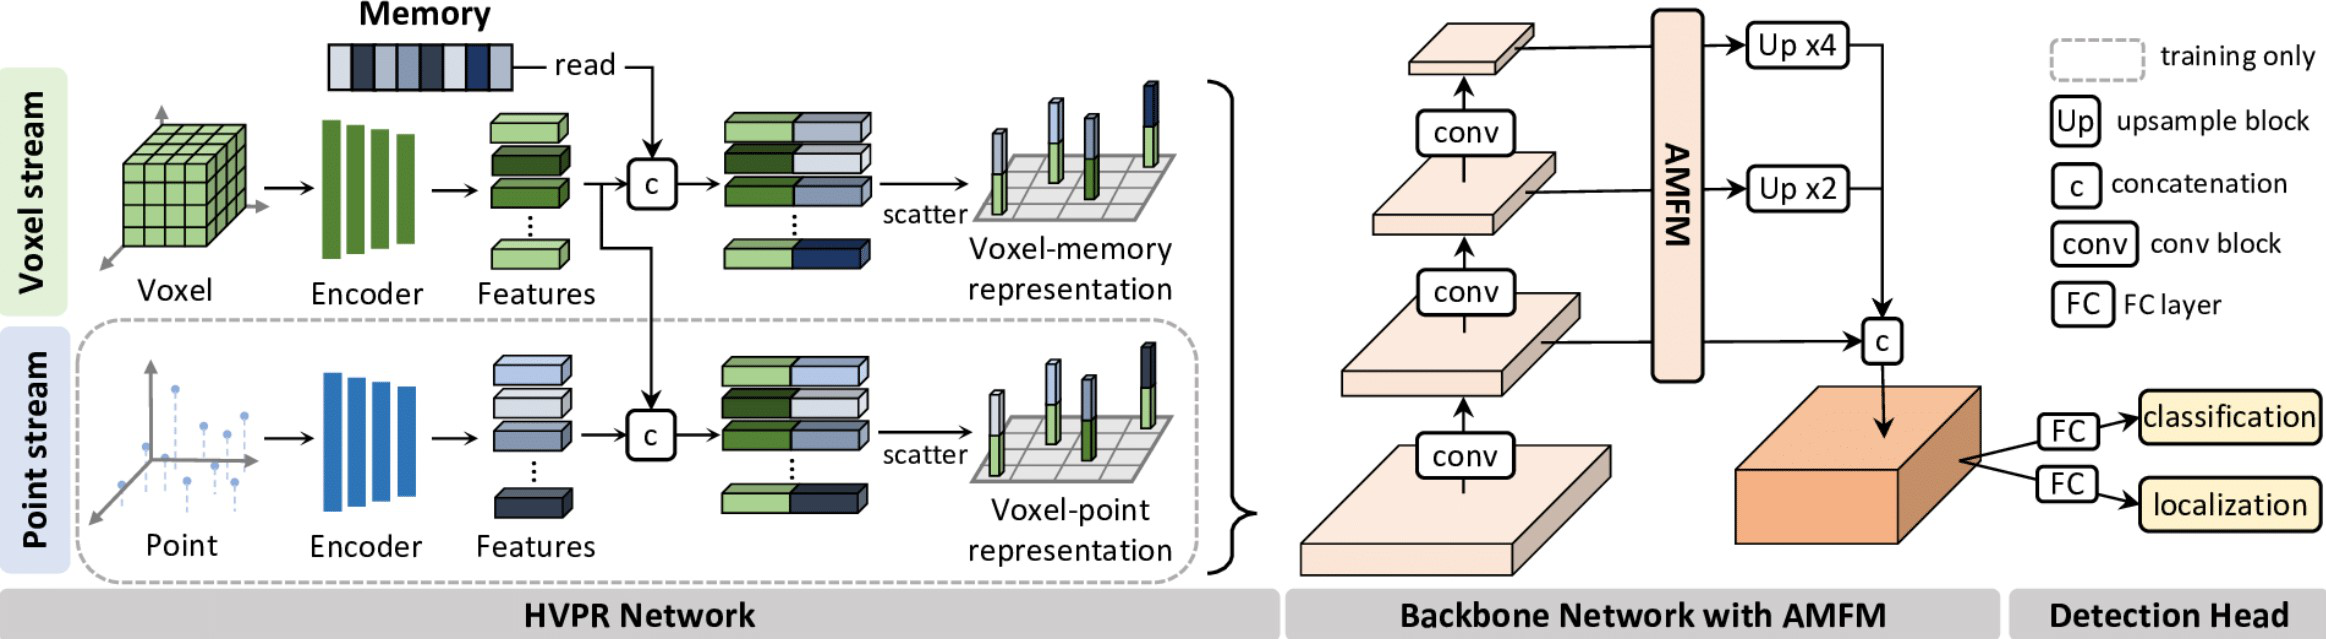 Memory
read
Voxel stream
c
scatter
Voxel
Encoder
Features
Voxel-memory
representation
Point stream
c
scatter
Point
Encoder
Features
Voxel-point
representation
HVPR Network
conv
conv
conv
AMFM
Up x4
Up x2
c
Backbone Network with AMFM
training only
Up upsample block
c concatenation
conv conv block
FC FC layer
FC
classification
FC
localization
Detection Head